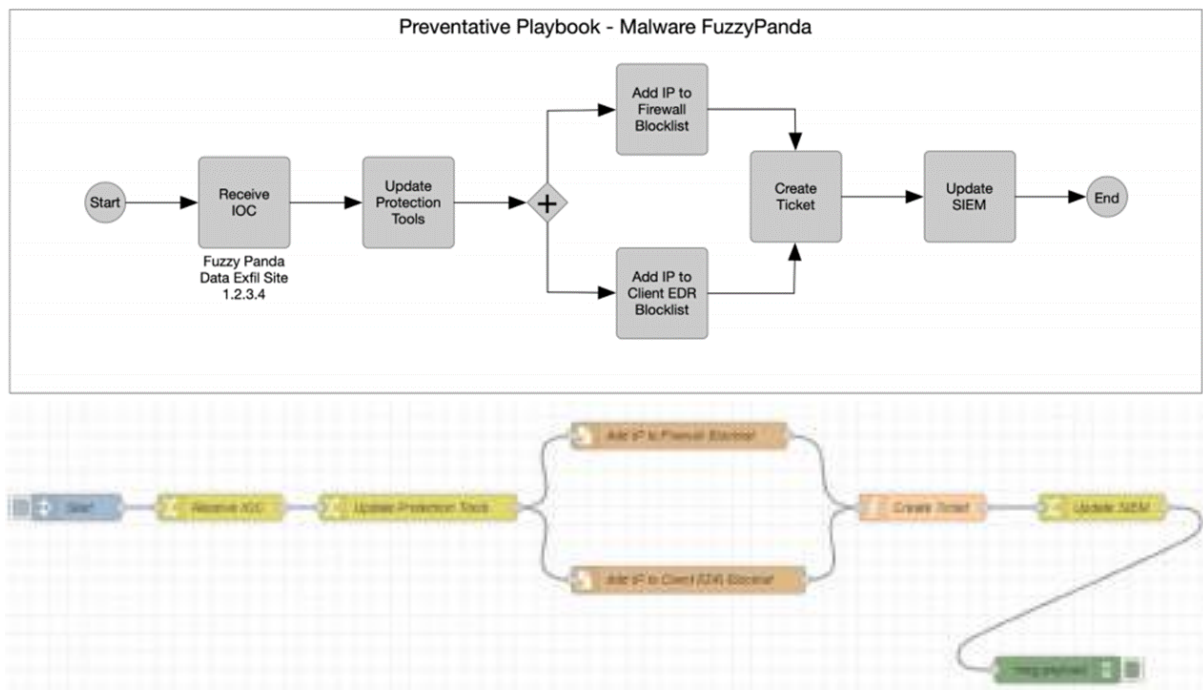 Preventative Playbook - Malware FuzzyPanda
Start
Receive
IOC
Fuzzy Panda
Data Exfil Site
1.2.3.4
Update
Protection
Tools
+
Add IP to
Firewall
Blocklist
Add IP to
Client EDR
Blocklist
Create
Ticket
Update
SIEM
End
Start
Receive IOC
Update Protection Tools
Add IP to Firewall Blocklist
Add IP to Client EDR Blocklist
Create Ticket
Update SIEM
msg.payload